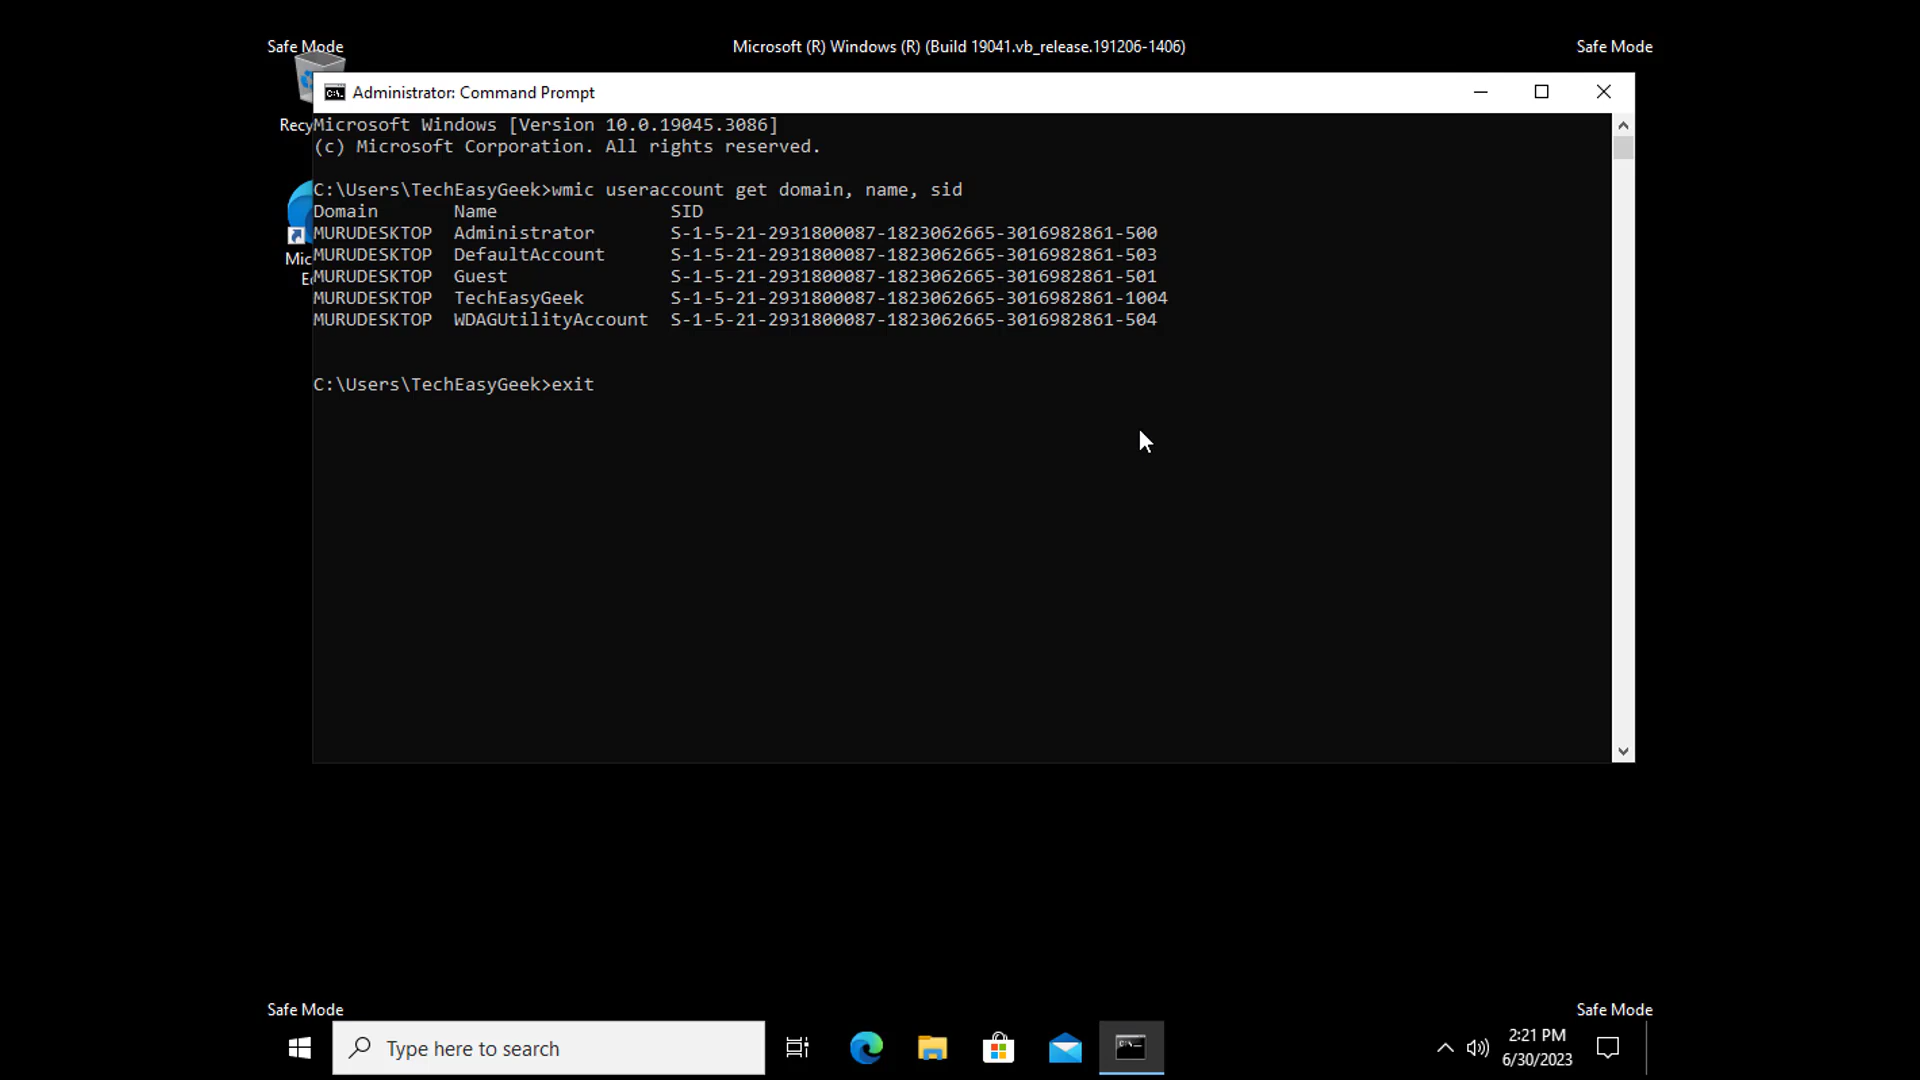 Safe Mode
Microsoft (R) Windows (R) (Build 19041.vb_release.191206-1406)
Safe Mode
Administrator: Command Prompt
Recy
Mic
E
Microsoft Windows [Version 10.0.19045.3086]
(c) Microsoft Corporation. All rights reserved.
C:\Users\TechEasyGeek>wmic useraccount get domain, name, sid
Domain Name SID
MURUDESKTOP Administrator S-1-5-21-2931800087-1823062665-3016982861-500
MURUDESKTOP DefaultAccount S-1-5-21-2931800087-1823062665-3016982861-503
MURUDESKTOP Guest S-1-5-21-2931800087-1823062665-3016982861-501
MURUDESKTOP TechEasyGeek S-1-5-21-2931800087-1823062665-3016982861-1004
MURUDESKTOP WDAGUtilityAccount S-1-5-21-2931800087-1823062665-3016982861-504
C:\Users\TechEasyGeek>exit
Safe Mode
Safe Mode
Type here to search
2:21 PM
6/30/2023